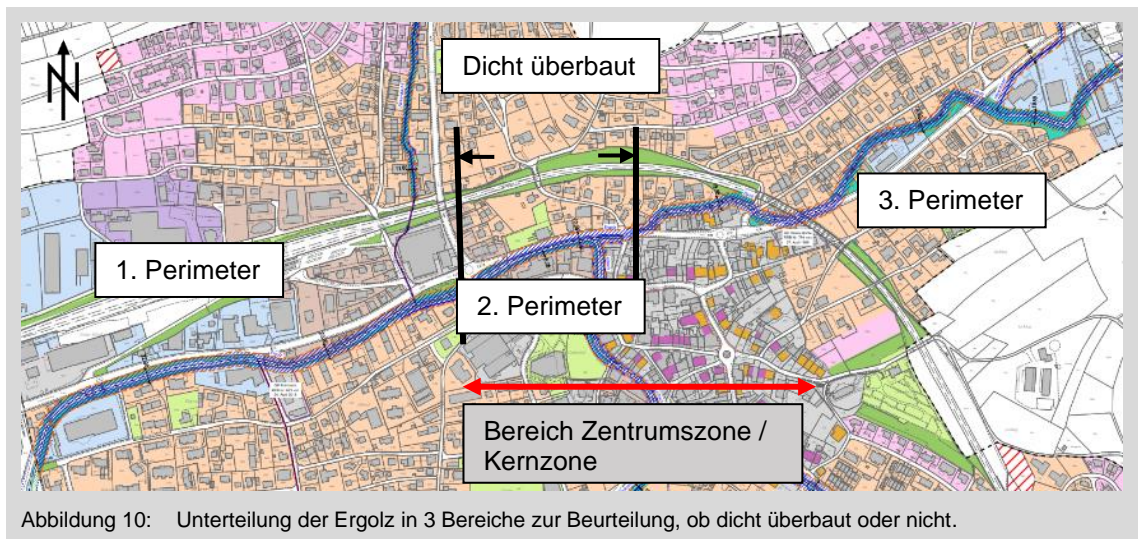 N
Dicht überbaut
3. Perimeter
1. Perimeter
2. Perimeter
Bereich Zentrumszone /
Kernzone
Abbildung 10: Unterteilung der Ergolz in 3 Bereiche zur Beurteilung, ob dicht überbaut oder nicht.